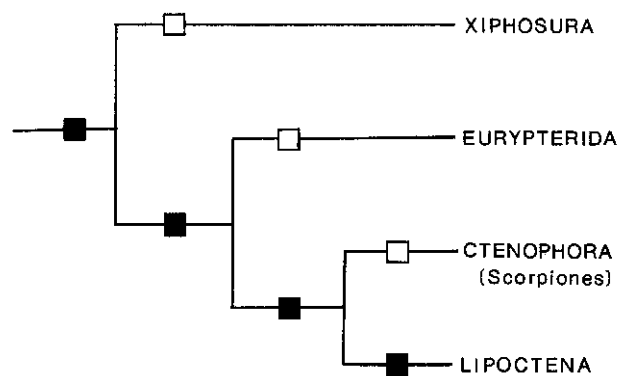 XIPHOSURA
EURYPTERIDA
CTENOPHORA
(Scorpiones)
LIPOCTENA